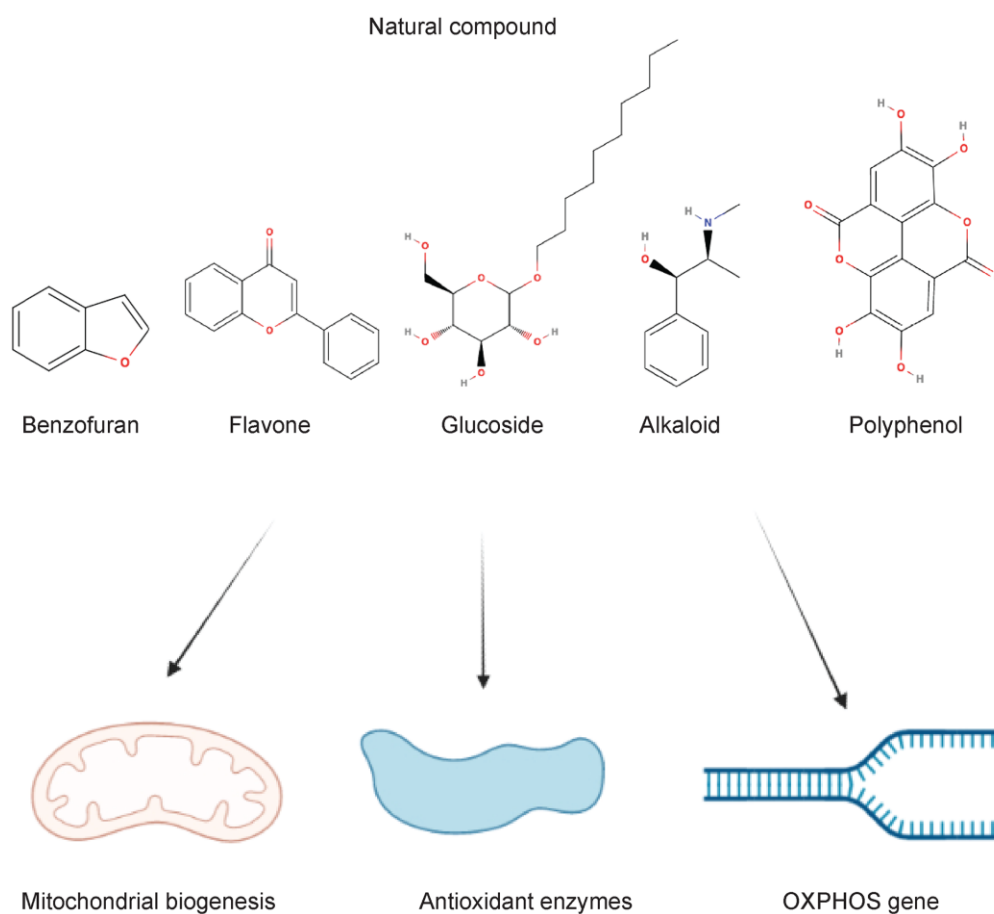 Natural compound
H
O
H
O
O
H
O
H
N
H
O
H
O
O
O
O
O
O
H
O
O
H
O
O
H
O
H
O
H
O
H
O
H
Benzofuran
Flavone
Glucoside
Alkaloid
Polyphenol
Mitochondrial biogenesis
Antioxidant enzymes
OXPHOS gene